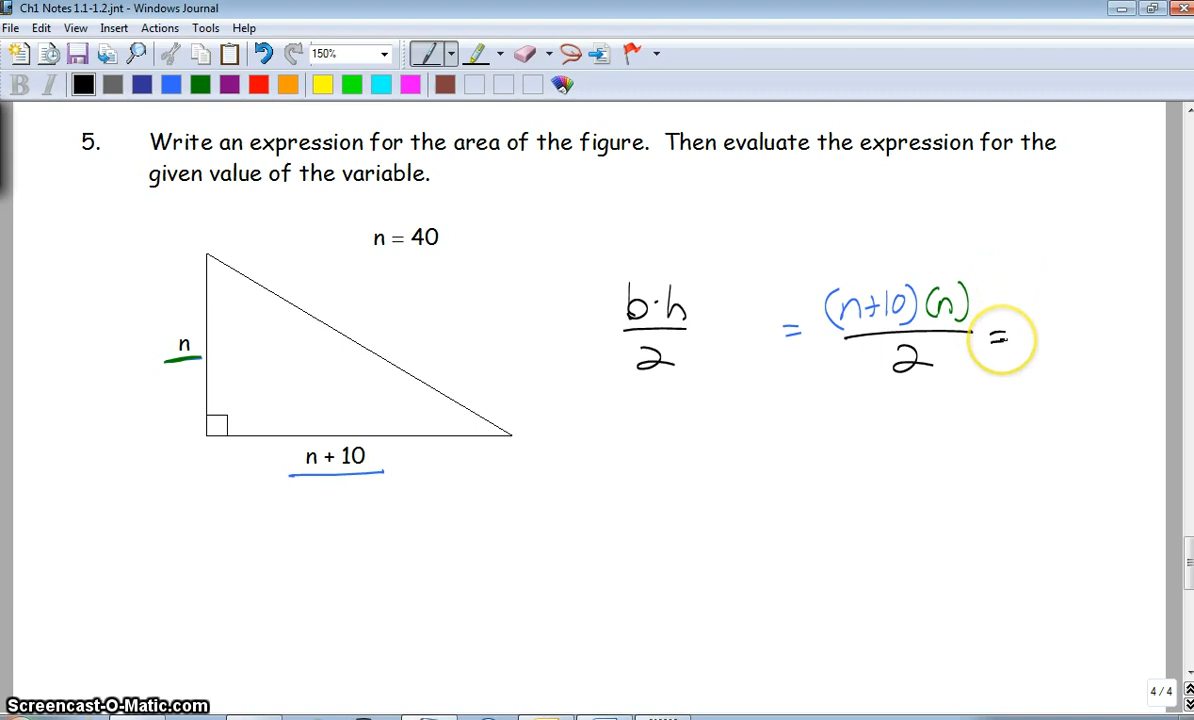 Ch1 Notes 1.1-1.2.jnt - Windows Journal
File Edit View Insert Actions Tools Help
150%
B I
5. Write an expression for the area of the figure. Then evaluate the expression for the
given value of the variable.
n = 40
b·h = (n+10)(n) =
2 2
n
n + 10
4 / 4
Screencast-O-Matic.com